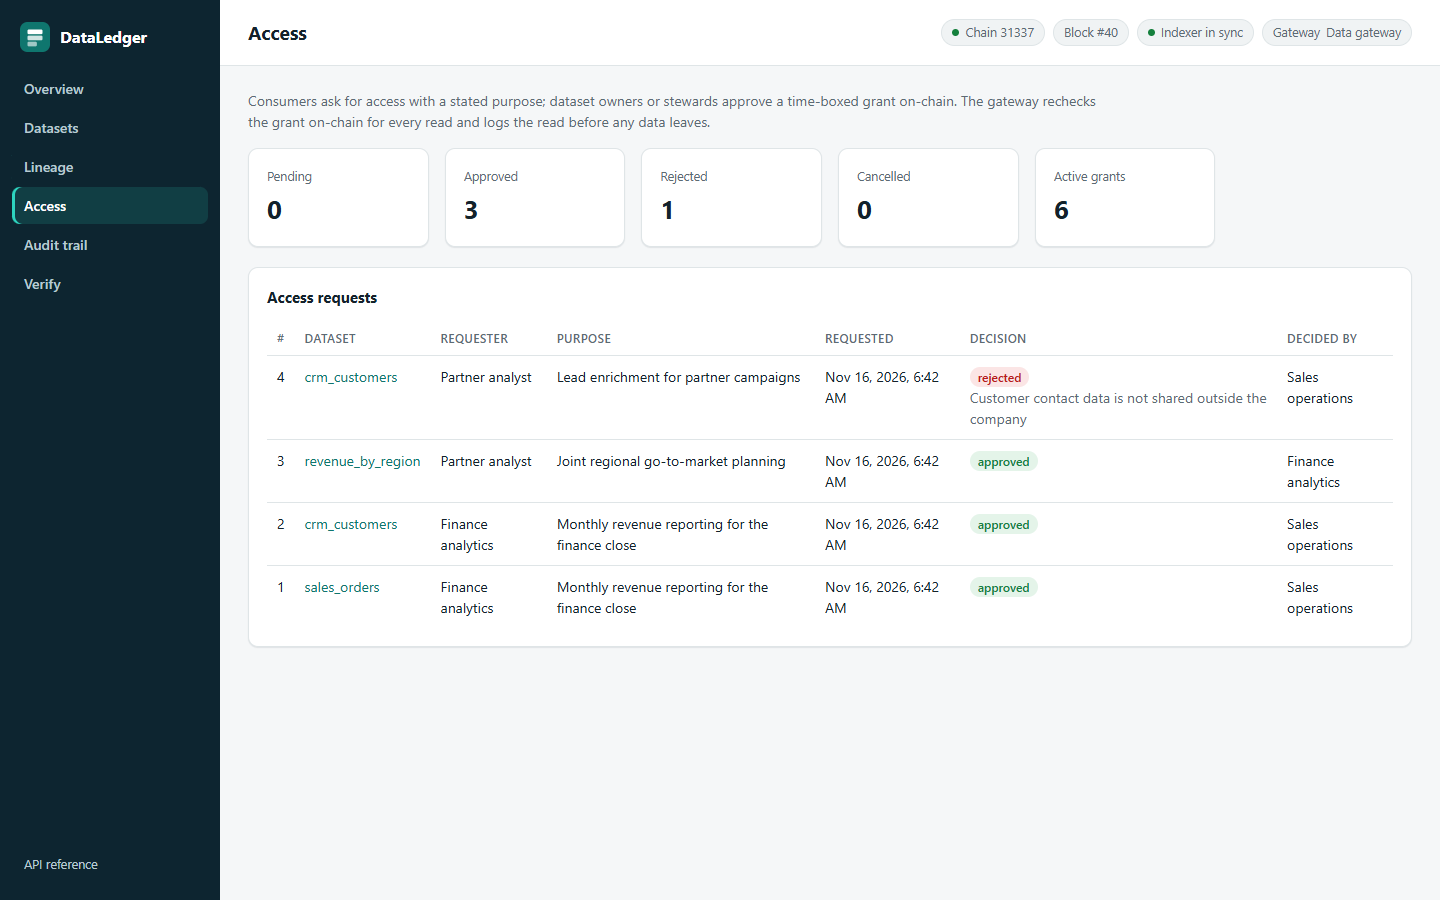 DataLedger
Overview
Datasets
Lineage
Access
Audit trail
Verify
API reference
Access
Chain 31337
Block #40
Indexer in sync
Gateway Data gateway
Consumers ask for access with a stated purpose; dataset owners or stewards approve a time-boxed grant on-chain. The gateway rechecks
the grant on-chain for every read and logs the read before any data leaves.
Pending
0
Approved
3
Rejected
1
Cancelled
0
Active grants
6
Access requests
# DATASET REQUESTER PURPOSE REQUESTED DECISION DECIDED BY
4 crm_customers Partner analyst Lead enrichment for partner campaigns Nov 16, 2026, 6:42 rejected Sales
AM Customer contact data is not shared outside the operations
company
3 revenue_by_region Partner analyst Joint regional go-to-market planning Nov 16, 2026, 6:42 approved Finance
AM analytics
2 crm_customers Finance Monthly revenue reporting for the Nov 16, 2026, 6:42 approved Sales
analytics finance close AM operations
1 sales_orders Finance Monthly revenue reporting for the Nov 16, 2026, 6:42 approved Sales
analytics finance close AM operations